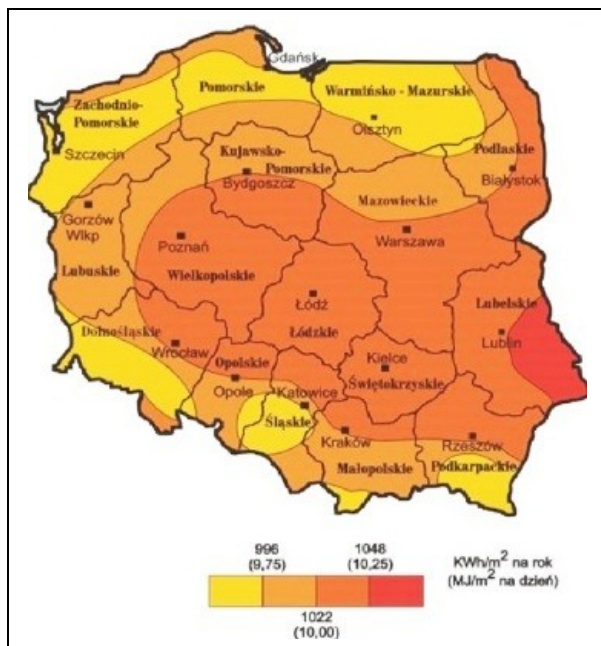 Gdańsk
Pomorskie
Zachodnio-
Pomorskie
Warmińsko - Mazurskie
Olsztyn
Szczecin
Kujawsko-
Pomorskie
Bydgoszcz
Podlaskie
Białystok
Gorzów
Wlkp
Mazowieckie
Poznań
Warszawa
Lubuskie
Wielkopolskie
Łódź
Łódzkie
Lubelskie
Lublin
Dolnośląskie
Wrocław
Opolskie
Opole
Kielce
Świętokrzyskie
Katowice
Śląskie
Kraków
Małopolskie
Rzeszów
Podkarpackie
996
(9,75)
1048
(10,25)
KWh/m² na rok
(MJ/m² na dzień)
1022
(10,00)